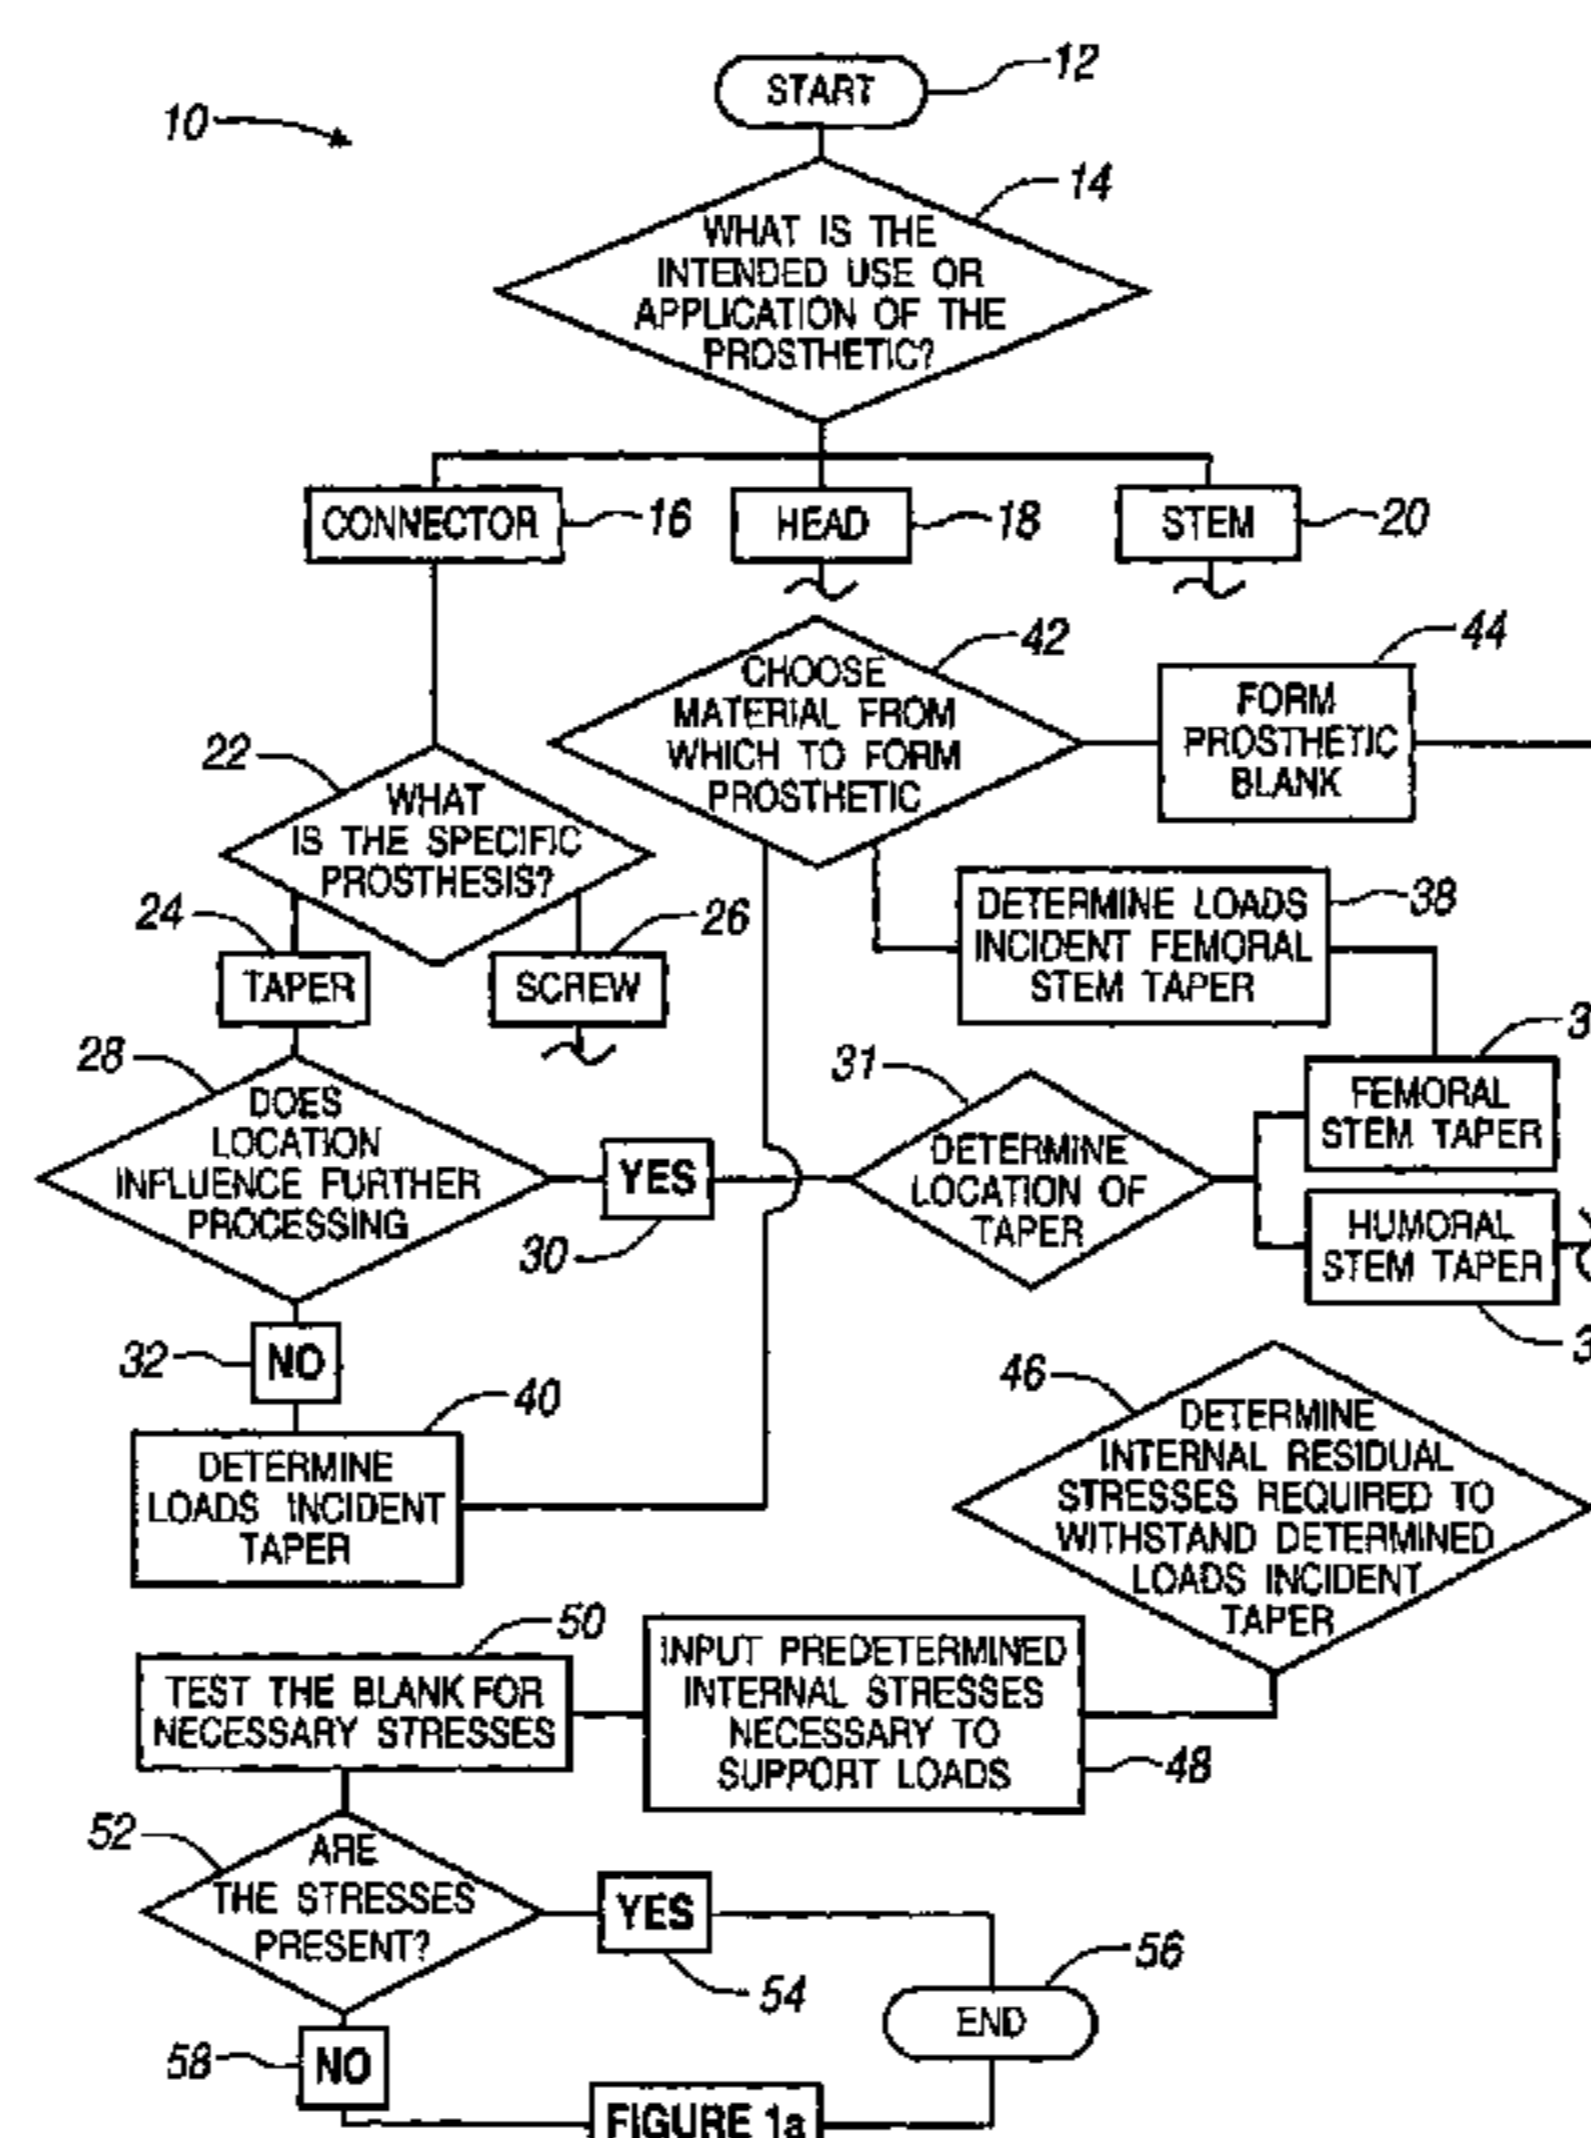 START
12
10
14
WHAT IS THE
INTENDED USE OR
APPLICATION OF THE
PROSTHETIC?
CONNECTOR
16
HEAD
18
STEM
20
42
CHOOSE
MATERIAL FROM
WHICH TO FORM
PROSTHETIC
44
FORM
PROSTHETIC
BLANK
22
WHAT
IS THE SPECIFIC
PROSTHESIS?
24
TAPER
26
SCREW
DETERMINE LOADS
INCIDENT FEMORAL
STEM TAPER
38
28
DOES
LOCATION
INFLUENCE FURTHER
PROCESSING
YES
30
31
DETERMINE
LOCATION OF
TAPER
FEMORAL
STEM TAPER
HUMORAL
STEM TAPER
32
NO
40
DETERMINE
LOADS INCIDENT
TAPER
46
DETERMINE
INTERNAL RESIDUAL
STRESSES REQUIRED TO
WITHSTAND DETERMINED
LOADS INCIDENT
TAPER
50
TEST THE BLANK FOR
NECESSARY STRESSES
INPUT PREDETERMINED
INTERNAL STRESSES
NECESSARY TO
SUPPORT LOADS
48
52
ARE
THE STRESSES
PRESENT?
YES
54
56
END
58
NO
FIGURE 1a